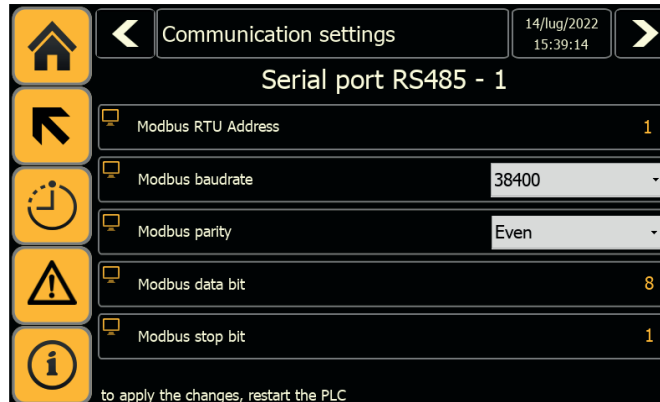 Communication settings
14/lug/2022
15:39:14
Serial port RS485 - 1
Modbus RTU Address 1
Modbus baudrate 38400
Modbus parity Even
Modbus data bit 8
Modbus stop bit 1
to apply the changes, restart the PLC